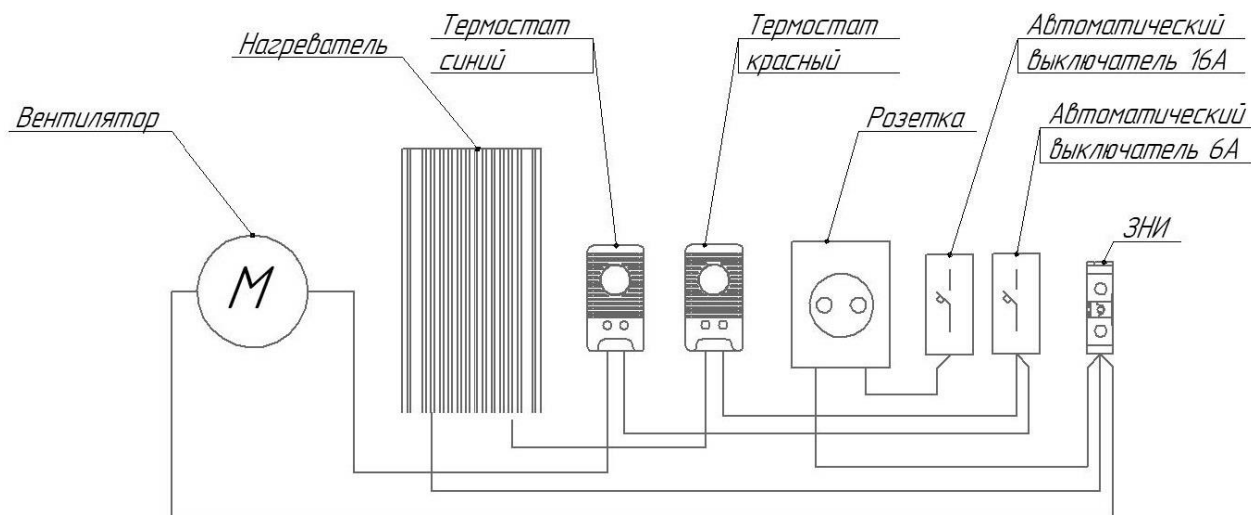 Вентилятор
Нагреватель
Термостат
синий
Термостат
красный
Розетка
Автоматический
выключатель 16А
Автоматический
выключатель 6А
ЗНИ
М